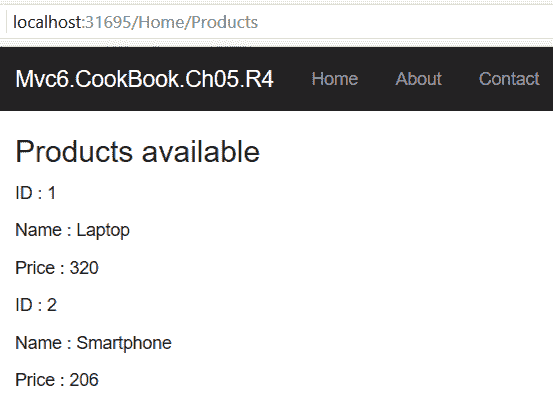 localhost:31695/Home/Products
Mvc6.CookBook.Ch05.R4 Home About Contact
Products available
ID : 1
Name : Laptop
Price : 320
ID : 2
Name : Smartphone
Price : 206